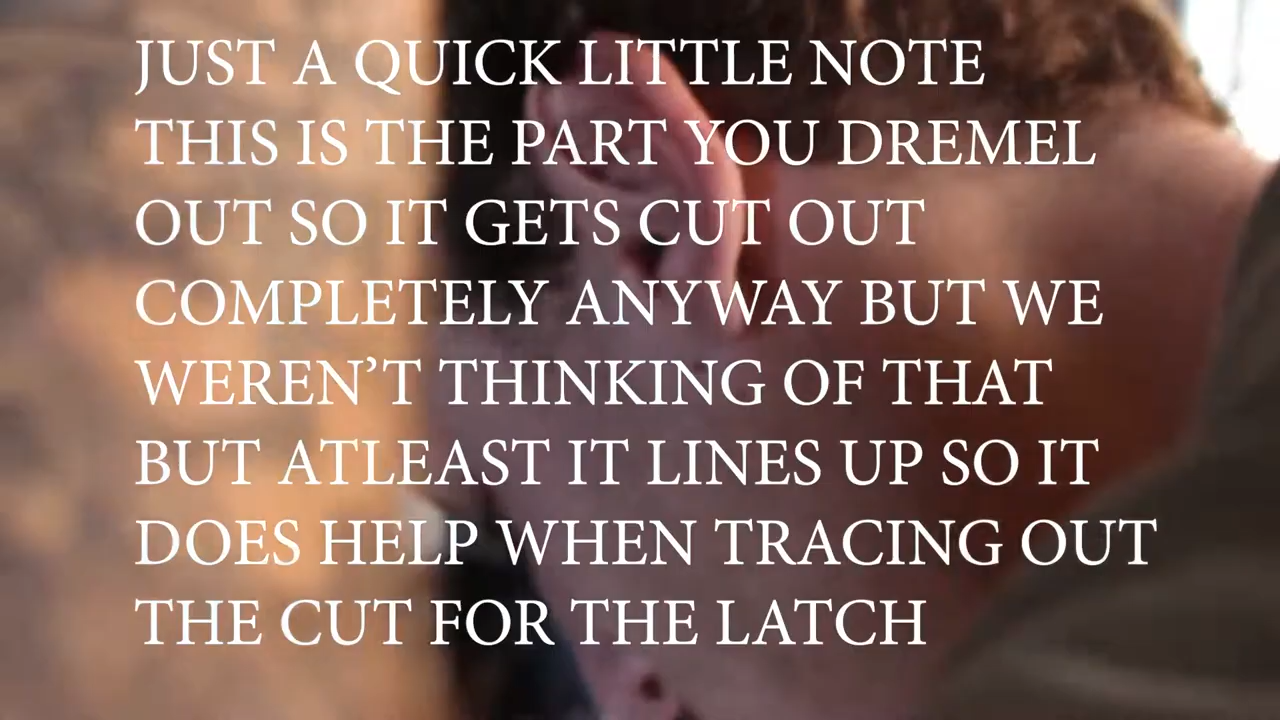 JUST A QUICK LITTLE NOTE
THIS IS THE PART YOU DREMEL
OUT SO IT GETS CUT OUT
COMPLETELY ANYWAY BUT WE
WEREN’T THINKING OF THAT
BUT ATLEAST IT LINES UP SO IT
DOES HELP WHEN TRACING OUT
THE CUT FOR THE LATCH